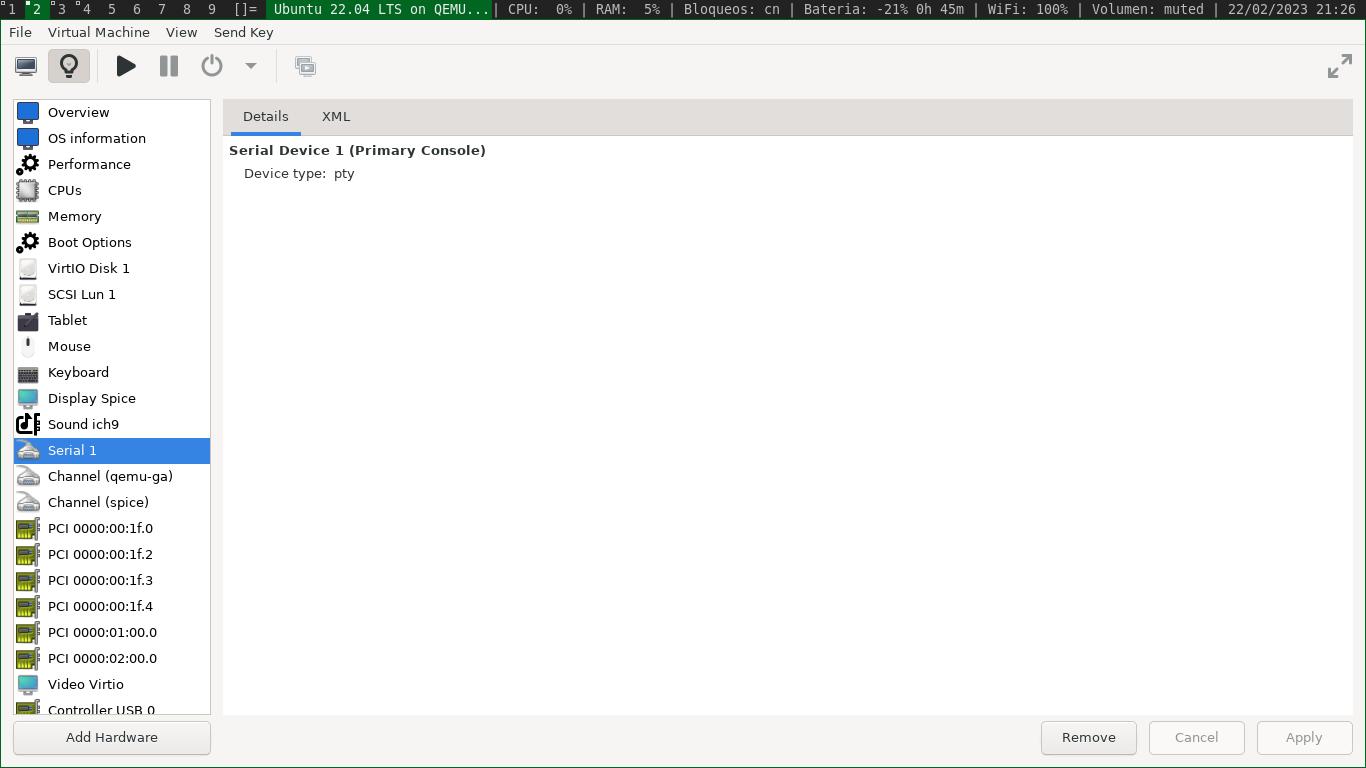 1 2 3 4 5 6 7 8 9 []= Ubuntu 22.04 LTS on QEMU... | CPU: 0% | RAM: 5% | Bloqueos: cn | Bateria: -21% 0h 45m | WiFi: 100% | Volumen: muted | 22/02/2023 21:26
File Virtual Machine View Send Key
Overview
OS information
Performance
CPUs
Memory
Boot Options
VirtIO Disk 1
SCSI Lun 1
Tablet
Mouse
Keyboard
Display Spice
Sound ich9
Serial 1
Channel (qemu-ga)
Channel (spice)
PCI 0000:00:1f.0
PCI 0000:00:1f.2
PCI 0000:00:1f.3
PCI 0000:00:1f.4
PCI 0000:01:00.0
PCI 0000:02:00.0
Video Virtio
Controller USB 0
Add Hardware
Details XML
Serial Device 1 (Primary Console)
Device type: pty
Remove Cancel Apply